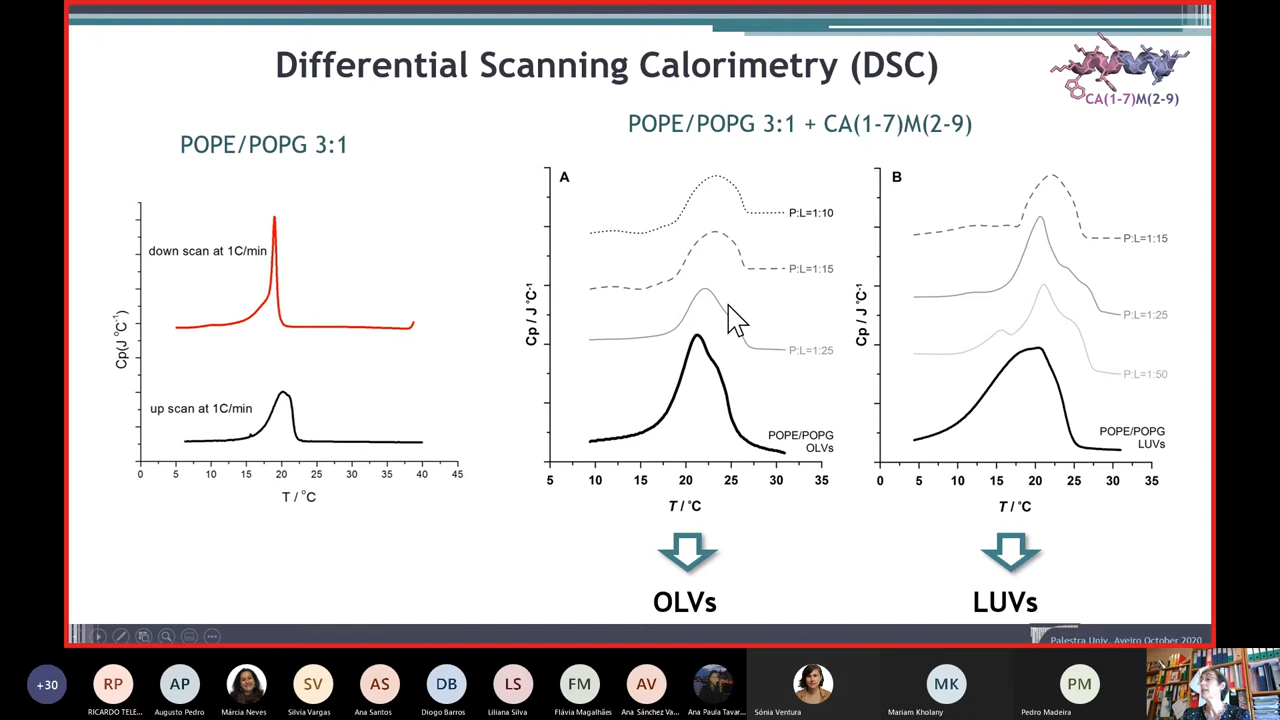 Differential Scanning Calorimetry (DSC)
CA(1-7)M(2-9)
POPE/POPG 3:1
POPE/POPG 3:1 + CA(1-7)M(2-9)
Cp(J °C⁻¹)
down scan at 1C/min
up scan at 1C/min
0 5 10 15 20 25 30 35 40 45
T / °C
A
Cp / J °C⁻¹
P:L=1:10
P:L=1:15
P:L=1:25
POPE/POPG
OLVs
5 10 15 20 25 30 35
T / °C
OLVs
B
Cp / J °C⁻¹
P:L=1:15
P:L=1:25
P:L=1:50
POPE/POPG
LUVs
0 5 10 15 20 25 30 35
T / °C
LUVs
Palestra Univ. Aveiro October 2020
+30
RP
AP
SV
AS
DB
LS
FM
AV
MK
PM
RICARDO TELE...
Augusto Pedro
Márcia Neves
Silvia Vargas
Ana Santos
Diogo Barros
Liliana Silva
Flávia Magalhães
Ana Sánchez Va...
Ana Paula Tavar...
Sónia Ventura
Mariam Kholany
Pedro Madeira